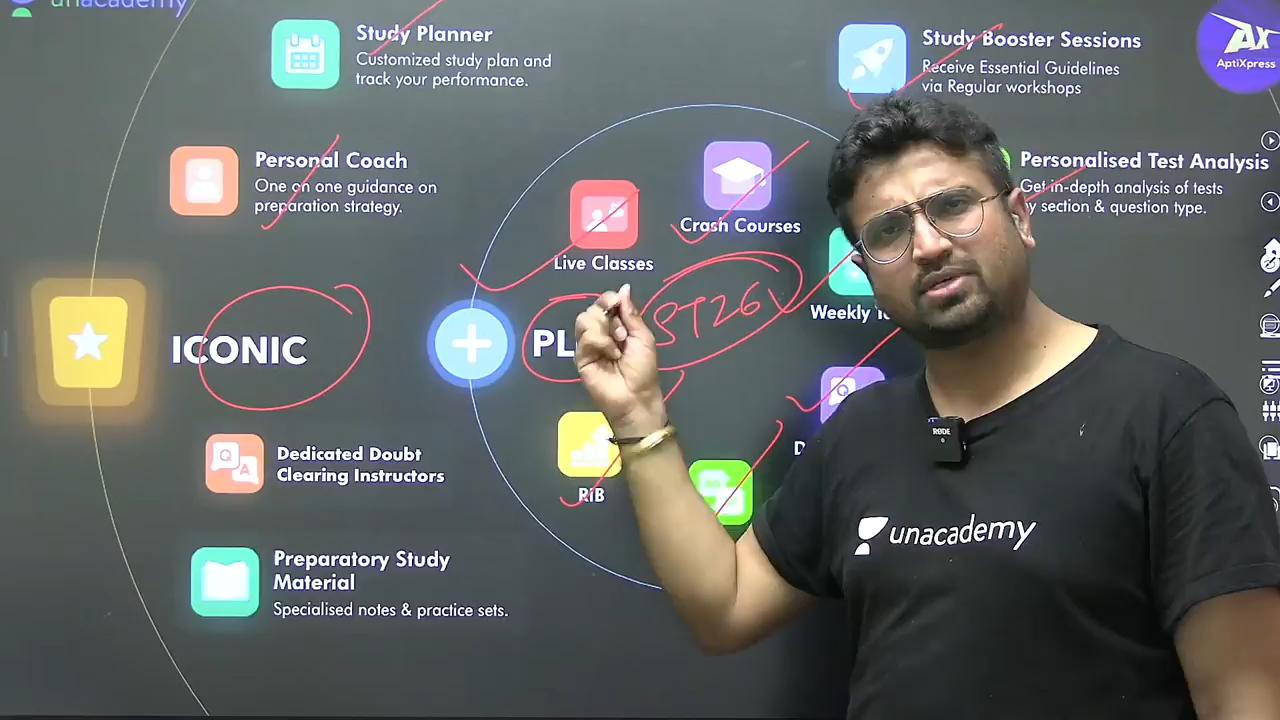 unacademy
Study Planner
Customized study plan and
track your performance.
Study Booster Sessions
Receive Essential Guidelines
via Regular workshops
AX
AptiXpress
Personal Coach
One on one guidance on
preparation strategy.
Crash Courses
Personalised Test Analysis
Get in-depth analysis of tests
section & question type.
Live Classes
Weekly
ICONIC
ST26
RODE
Q
A
Dedicated Doubt
Clearing Instructors
RIB
unacademy
Preparatory Study
Material
Specialised notes & practice sets.